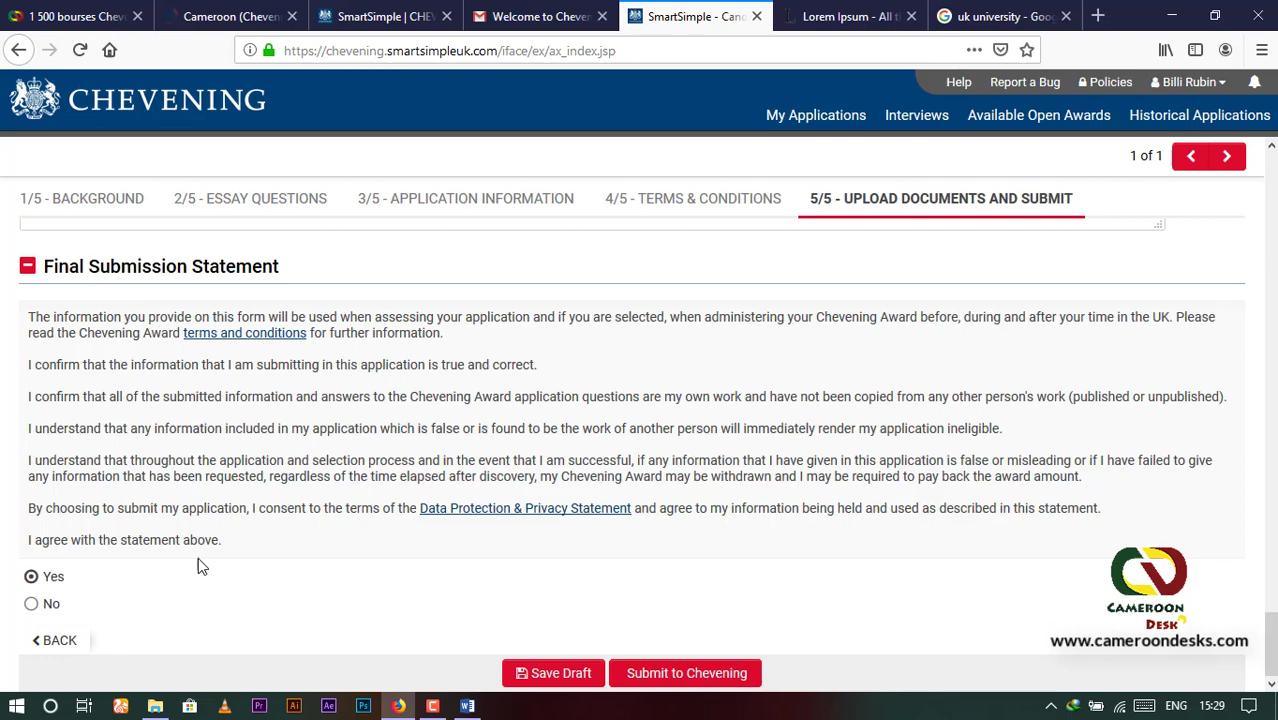 1 500 bourses Cheve
Cameroon (Cheven
SmartSimple | CHEV
Welcome to Cheven
SmartSimple - Cano
Lorem Ipsum - All t
uk university - Goog
https://chevening.smartsimpleuk.com/iface/ex/ax_index.jsp
CHEVENING
Help Report a Bug Policies Billi Rubin
My Applications Interviews Available Open Awards Historical Applications
1 of 1
1/5 - BACKGROUND 2/5 - ESSAY QUESTIONS 3/5 - APPLICATION INFORMATION 4/5 - TERMS & CONDITIONS 5/5 - UPLOAD DOCUMENTS AND SUBMIT
Final Submission Statement
The information you provide on this form will be used when assessing your application and if you are selected, when administering your Chevening Award before, during and after your time in the UK. Please
read the Chevening Award terms and conditions for further information.
I confirm that the information that I am submitting in this application is true and correct.
I confirm that all of the submitted information and answers to the Chevening Award application questions are my own work and have not been copied from any other person's work (published or unpublished).
I understand that any information included in my application which is false or is found to be the work of another person will immediately render my application ineligible.
I understand that throughout the application and selection process and in the event that I am successful, if any information that I have given in this application is false or misleading or if I have failed to give
any information that has been requested, regardless of the time elapsed after discovery, my Chevening Award may be withdrawn and I may be required to pay back the award amount.
By choosing to submit my application, I consent to the terms of the Data Protection & Privacy Statement and agree to my information being held and used as described in this statement.
I agree with the statement above.
Yes
No
BACK
CAMEROON
DESK
www.cameroondesks.com
Save Draft Submit to Chevening
Pr Ai Ae Ps ENG 15:29